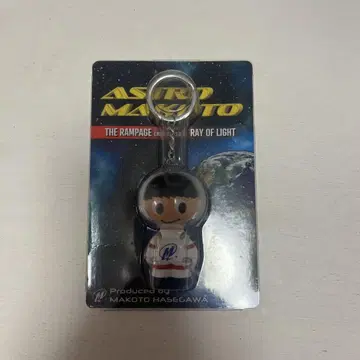 ASTRO
MAKOTO
THE RAMPAGE RAY OF LIGHT
M
Produced by
MAKOTO HASEGAWA